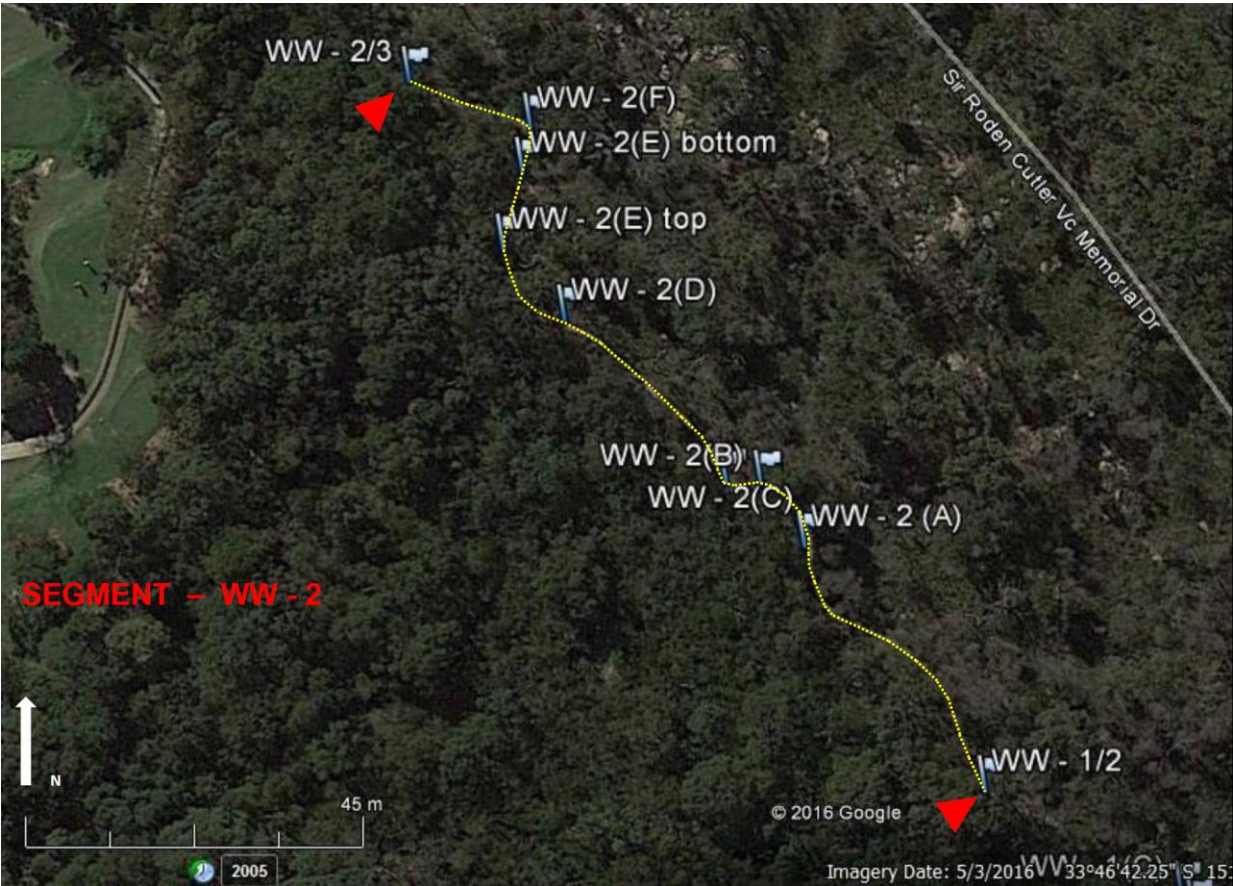 WW - 2/3
WW - 2(F)
WW - 2(E) bottom
WW - 2(E) top
WW - 2(D)
Sir Roden Cutler Vc Memorial Dr
WW - 2(B)
WW - 2(C)
WW - 2 (A)
SEGMENT – WW - 2
WW - 1/2
N
45 m
© 2016 Google
2005
Imagery Date: 5/3/2016 33º46'42.25" S 15